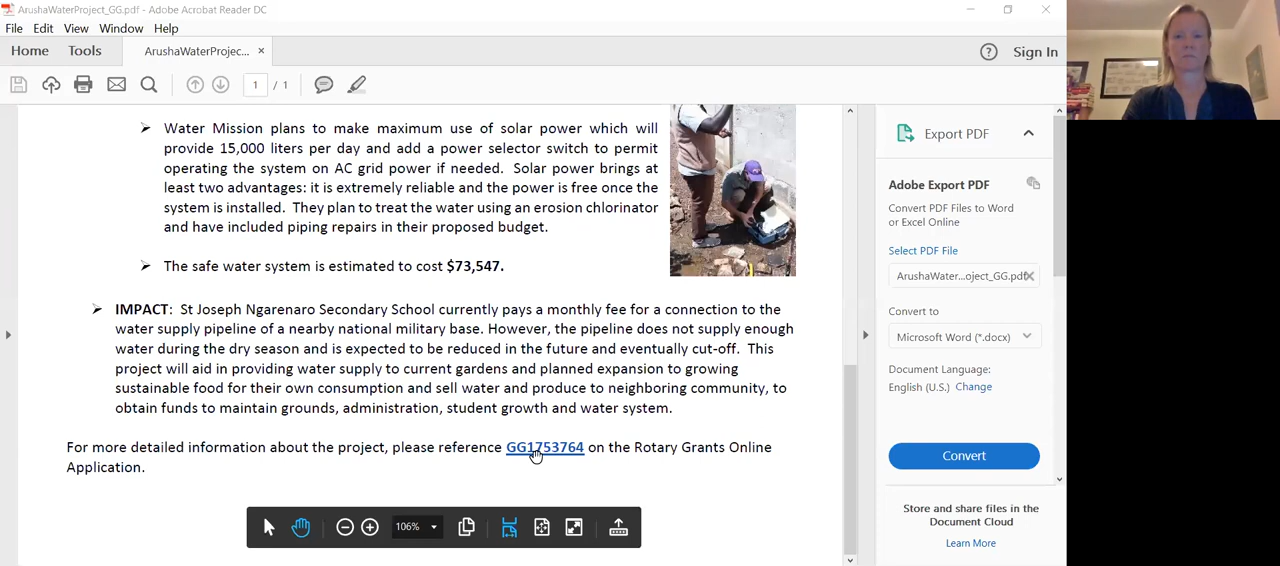 ArushaWaterProject_GG.pdf - Adobe Acrobat Reader DC
File Edit View Window Help
Home Tools ArushaWaterProjec... × ? Sign In
1 / 1
➢ Water Mission plans to make maximum use of solar power which will
provide 15,000 liters per day and add a power selector switch to permit
operating the system on AC grid power if needed. Solar power brings at
least two advantages: it is extremely reliable and the power is free once the
system is installed. They plan to treat the water using an erosion chlorinator
and have included piping repairs in their proposed budget.
➢ The safe water system is estimated to cost $73,547.
➢ IMPACT: St Joseph Ngarenaro Secondary School currently pays a monthly fee for a connection to the
water supply pipeline of a nearby national military base. However, the pipeline does not supply enough
water during the dry season and is expected to be reduced in the future and eventually cut-off. This
project will aid in providing water supply to current gardens and planned expansion to growing
sustainable food for their own consumption and sell water and produce to neighboring community, to
obtain funds to maintain grounds, administration, student growth and water system.
For more detailed information about the project, please reference GG1753764 on the Rotary Grants Online
Application.
106%
Export PDF
Adobe Export PDF
Convert PDF Files to Word
or Excel Online
Select PDF File
ArushaWater...oject_GG.pdf ×
Convert to
Microsoft Word (*.docx)
Document Language:
English (U.S.) Change
Convert
Store and share files in the
Document Cloud
Learn More